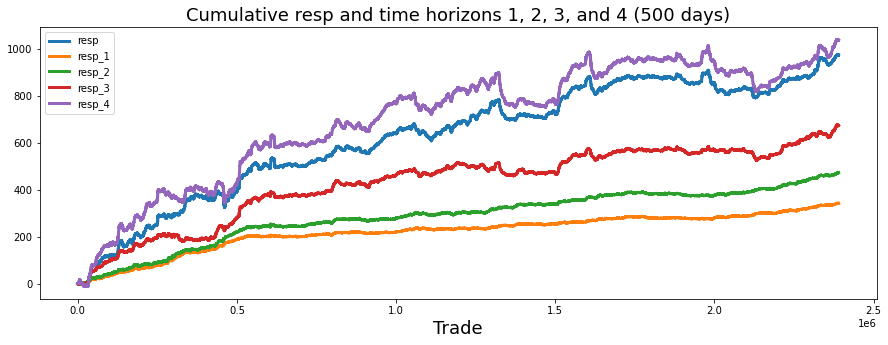 Cumulative resp and time horizons 1, 2, 3, and 4 (500 days)
resp
resp_1
resp_2
resp_3
resp_4
1000
800
600
400
200
0
0.0 0.5 1.0 1.5 2.0 2.5
1e6
Trade